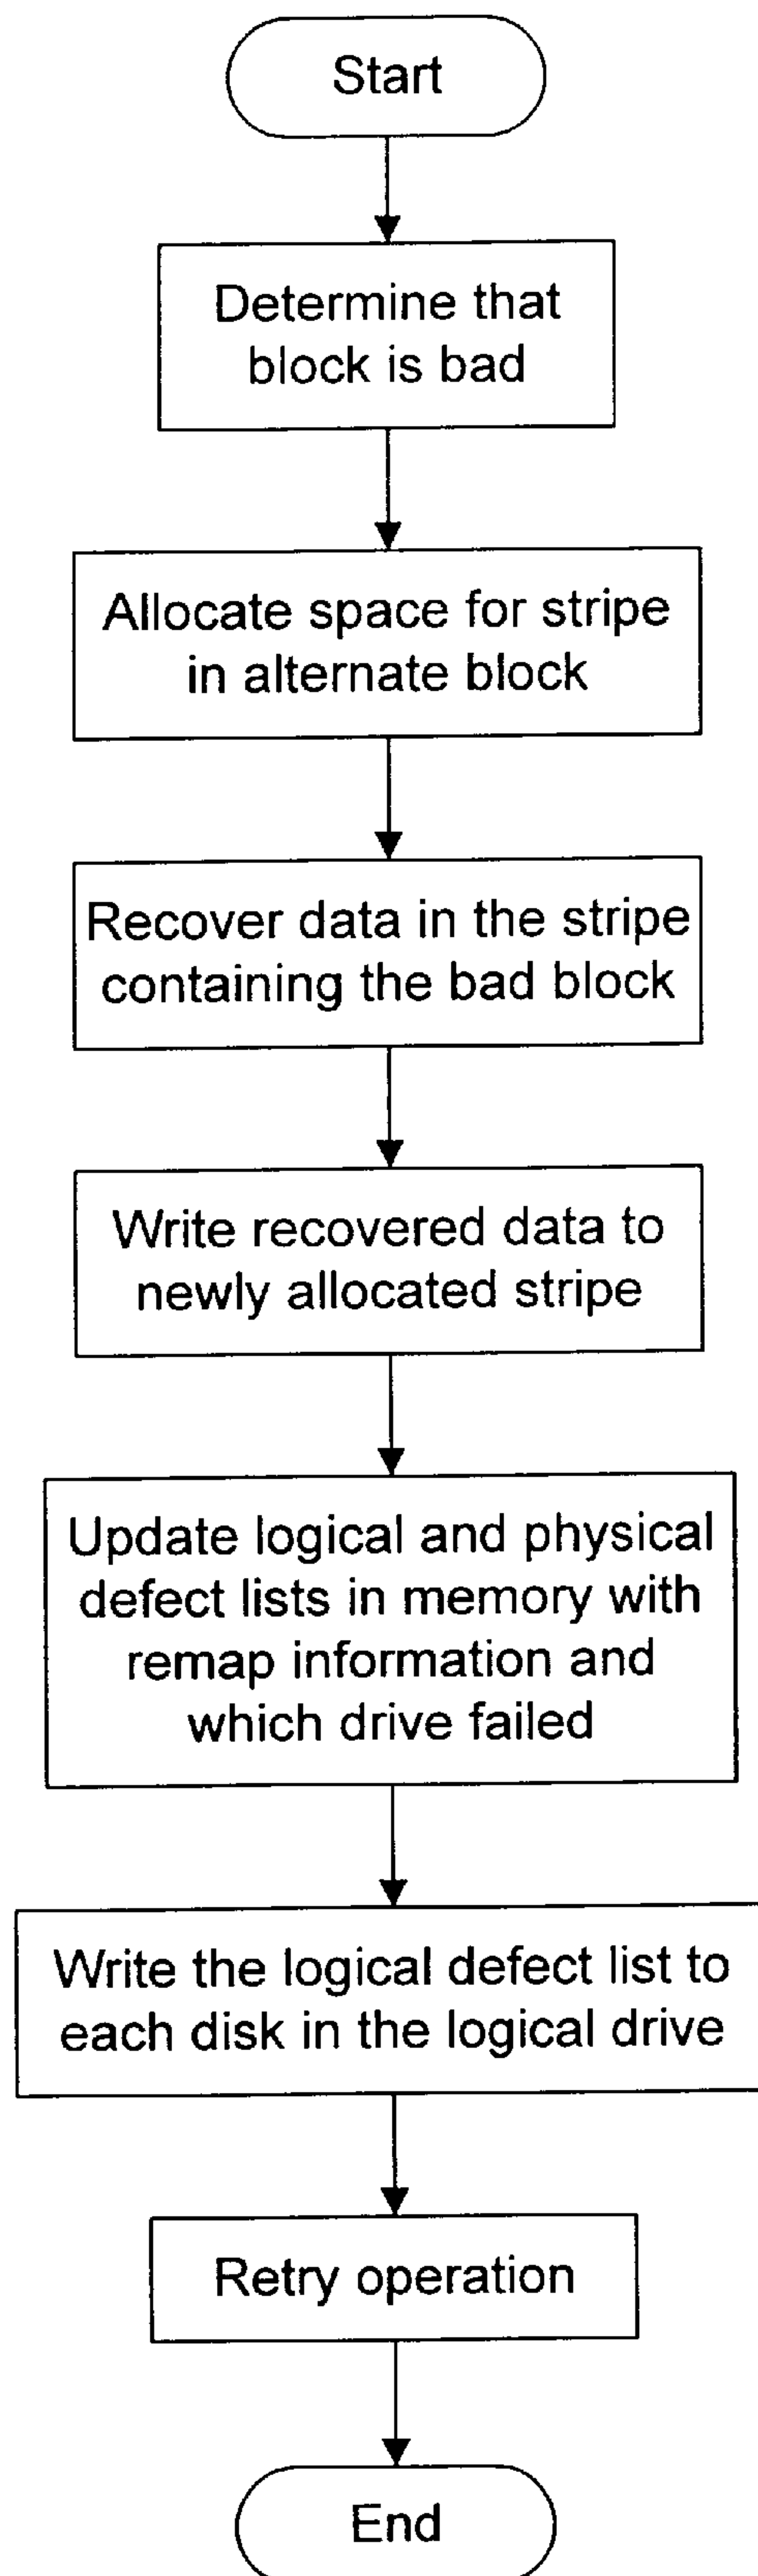 Start
Determine that
block is bad
Allocate space for stripe
in alternate block
Recover data in the stripe
containing the bad block
Write recovered data to
newly allocated stripe
Update logical and physical
defect lists in memory with
remap information and
which drive failed
Write the logical defect list to
each disk in the logical drive
Retry operation
End